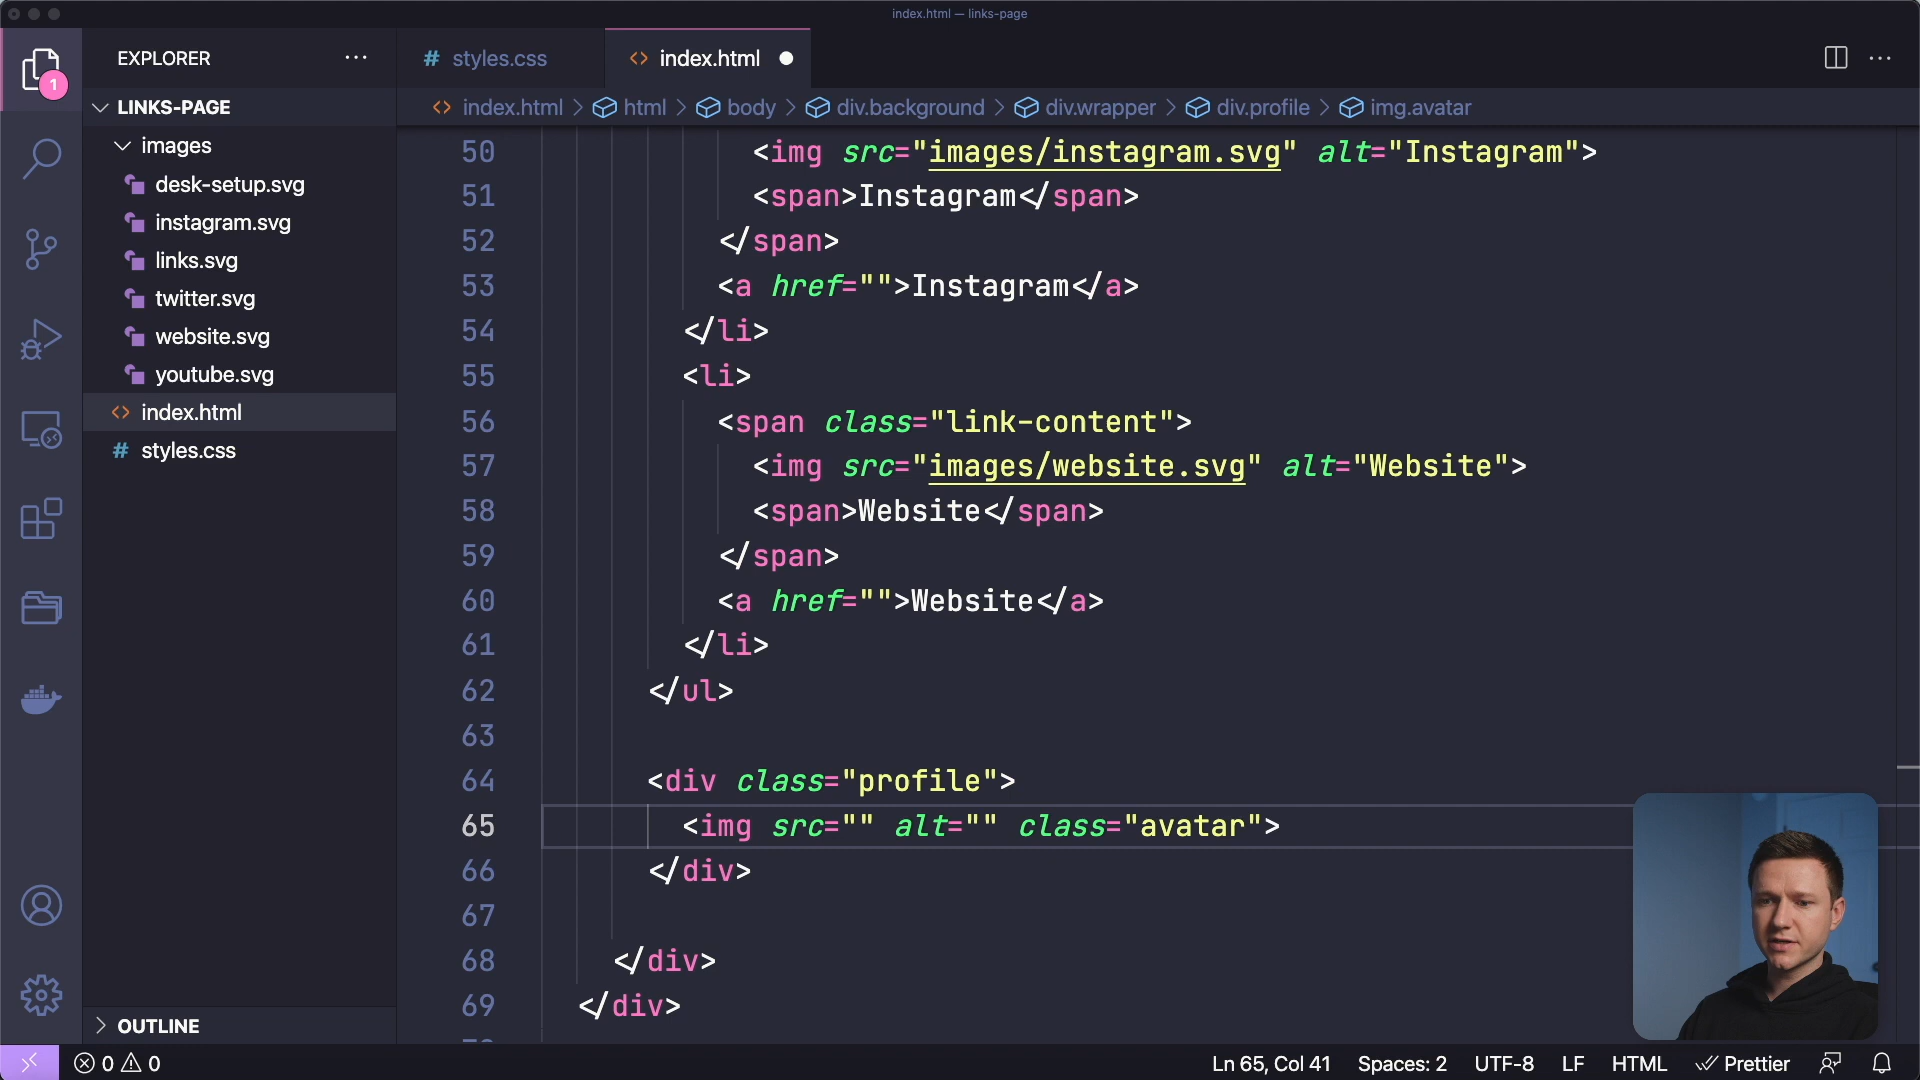 index.html — links-page
EXPLORER
1
LINKS-PAGE
images
desk-setup.svg
instagram.svg
links.svg
twitter.svg
website.svg
youtube.svg
index.html
styles.css
OUTLINE
# styles.css
<> index.html
<> index.html > html > body > div.background > div.wrapper > div.profile > img.avatar
50 <img src="images/instagram.svg" alt="Instagram">
51 <span>Instagram</span>
52 </span>
53 <a href="">Instagram</a>
54 </li>
55 <li>
56 <span class="link-content">
57 <img src="images/website.svg" alt="Website">
58 <span>Website</span>
59 </span>
60 <a href="">Website</a>
61 </li>
62 </ul>
63
64 <div class="profile">
65 <img src="" alt="" class="avatar">
66 </div>
67
68 </div>
69 </div>
0 0 Ln 65, Col 41 Spaces: 2 UTF-8 LF HTML Prettier